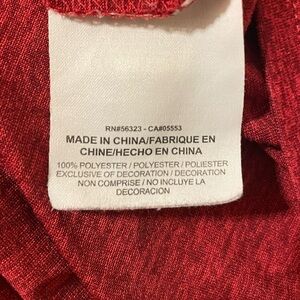 RN#56323 - CA#05553
MADE IN CHINA/FABRIQUE EN
CHINE/HECHO EN CHINA
100% POLYESTER / POLYESTER / POLIESTER
EXCLUSIVE OF DECORATION / DECORATION
NON COMPRISE / NO INCLUYE LA
DECORACION